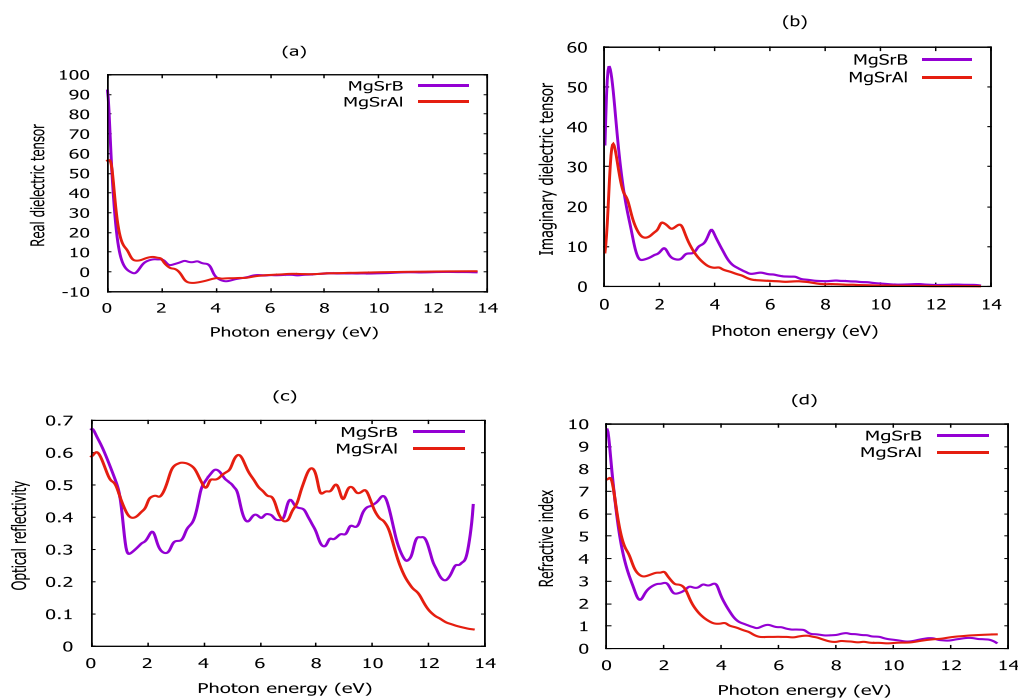 (a)
Real dielectric tensor
100
90
80
70
60
50
40
30
20
10
0
-10
MgSrB
MgSrAl
0 2 4 6 8 10 12 14
Photon energy (eV)
(b)
Imaginary dielectric tensor
60
50
40
30
20
10
0
MgSrB
MgSrAl
0 2 4 6 8 10 12 14
Photon energy (eV)
(c)
Optical reflectivity
0.7
0.6
0.5
0.4
0.3
0.2
0.1
0
MgSrB
MgSrAl
0 2 4 6 8 10 12 14
Photon energy (eV)
(d)
Refractive index
10
9
8
7
6
5
4
3
2
1
0
MgSrB
MgSrAl
0 2 4 6 8 10 12 14
Photon energy (eV)